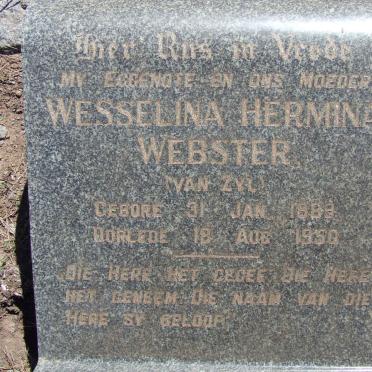 Hier Rus in Vrede
MY EGGENOTE EN ONS MOEDER
WESSELINA HERMINA
WEBSTER
(VAN ZYL)
GEBORE 31 JAN. 1883
OORLEDE 18 AUG 1950
DIE HERE HET GEGEE DIE HERE
HET GENEEM DIE NAAM VAN DIE
HERE SY GELOOF